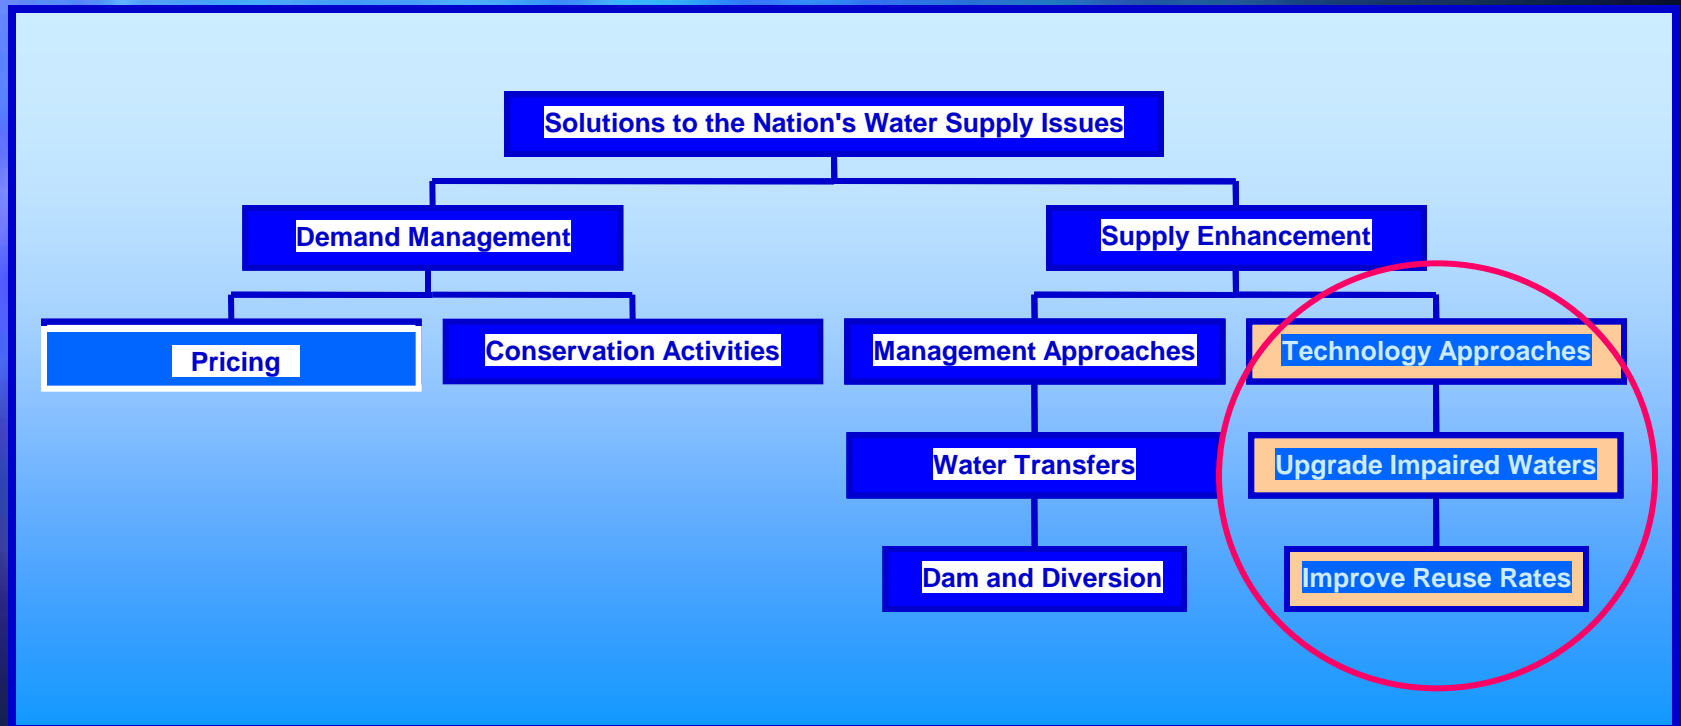 Solutions to the Nation's Water Supply Issues
Demand Management
Supply Enhancement
Pricing
Conservation Activities
Management Approaches
Technology Approaches
Water Transfers
Upgrade Impaired Waters
Dam and Diversion
Improve Reuse Rates